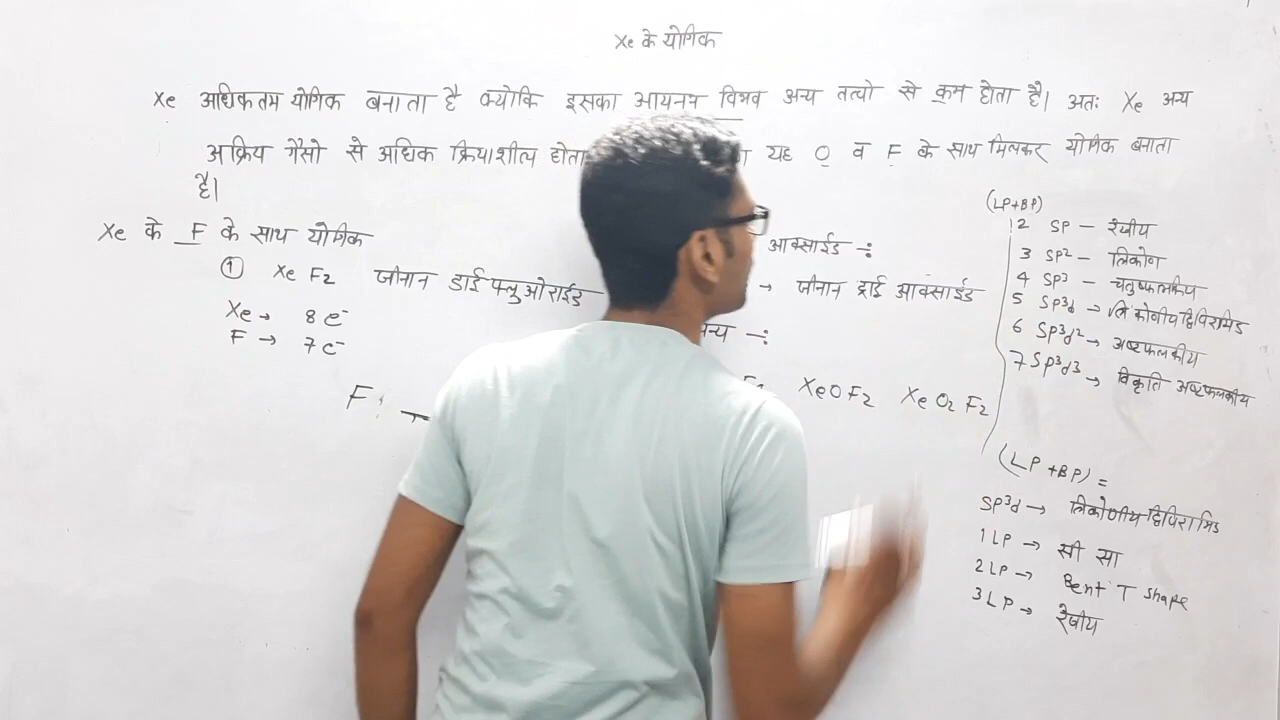 Xe के योगिक
Xe अधिकतम योगिक बनाता है क्योकि इसका आयनन विभव अन्य तत्वो से कम होता है। अतः Xe अन्य
अक्रिय गैसो से अधिक क्रियाशील होता यह O व F के साथ मिलकर योगिक बनाता
है।
Xe के F के साथ योगिक
① XeF2 जीनान डाई फ्लुओराईड
Xe → 8e⁻
F → 7e⁻
F
आक्साईड ÷
→ जीनान ट्राई आक्साईड
XeOF2 XeO2F2
(LP+BP)
2 SP — रेखीय
3 SP² — त्रिकोण
4 SP³ — चतुष्फलकीय
5 SP³d → त्रिकोणीय द्विपिरामिड
6 SP³d² → अष्टफलकीय
7 SP³d³ → विकृति अष्टफलकीय
(LP+BP) =
SP³d → त्रिकोणीय द्विपिरामिड
1LP → सी सा
2LP → Bent T shape
3LP → रेखीय